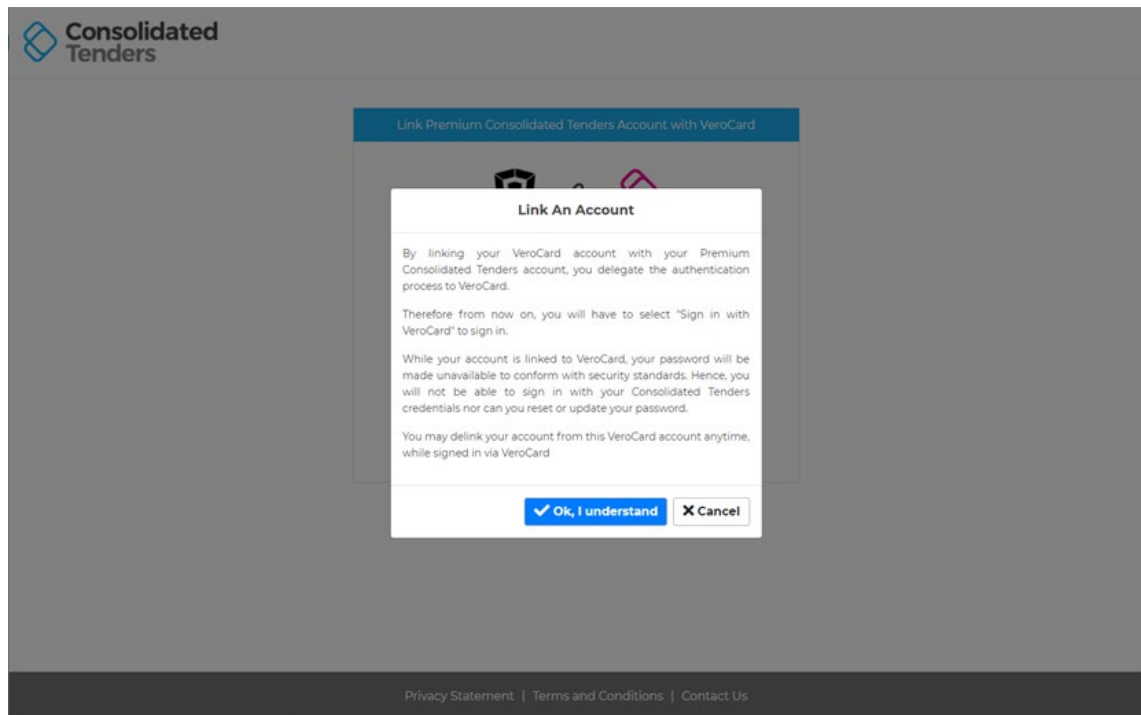 Consolidated
Tenders
Link Premium Consolidated Tenders Account with VeroCard
Link An Account
By linking your VeroCard account with your Premium
Consolidated Tenders account, you delegate the authentication
process to VeroCard.
Therefore from now on, you will have to select "Sign in with
VeroCard" to sign in.
While your account is linked to VeroCard, your password will be
made unavailable to conform with security standards. Hence, you
will not be able to sign in with your Consolidated Tenders
credentials nor can you reset or update your password.
You may delink your account from this VeroCard account anytime,
while signed in via VeroCard
Ok, I understand
Cancel
Privacy Statement | Terms and Conditions | Contact Us